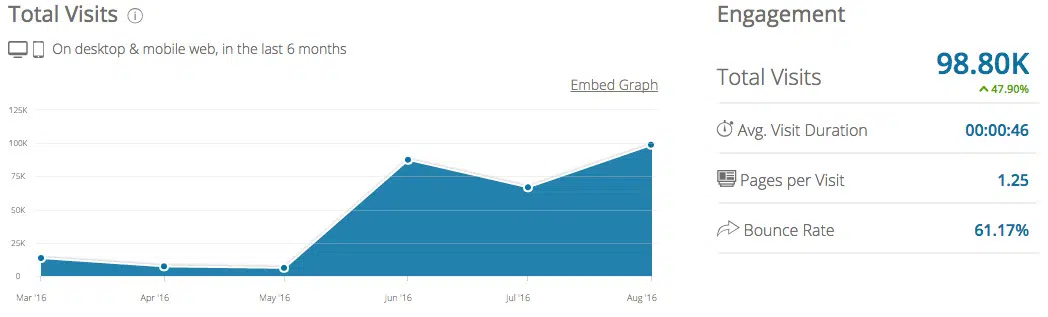 Total Visits
On desktop & mobile web, in the last 6 months
Embed Graph
125K
100K
75K
50K
25K
0
Mar '16 Apr '16 May '16 Jun '16 Jul '16 Aug '16
Engagement
Total Visits 98.80K
47.90%
Avg. Visit Duration 00:00:46
Pages per Visit 1.25
Bounce Rate 61.17%